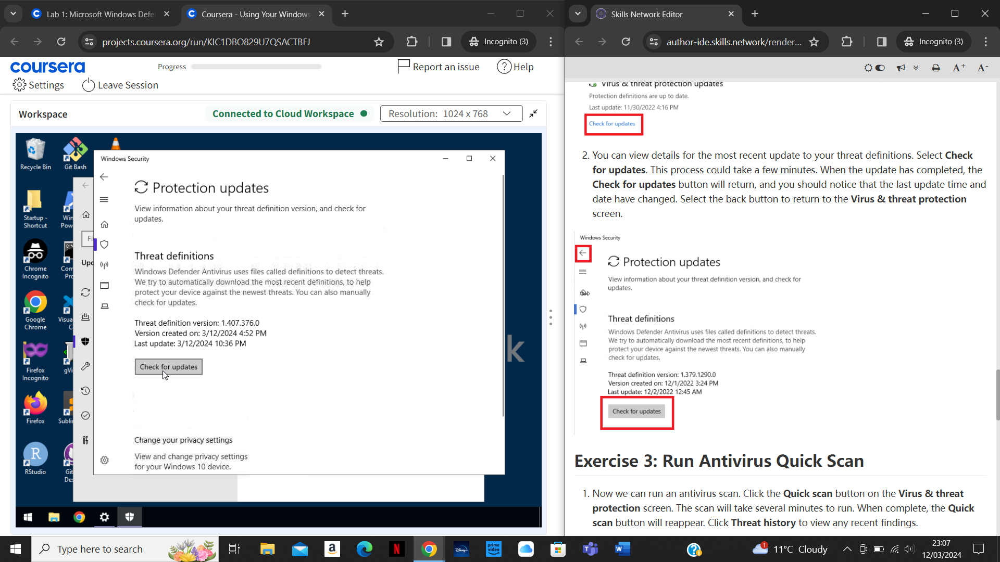 Lab 1: Microsoft Windows Defe
Coursera - Using Your Windows
projects.coursera.org/run/KIC1DBO829U7QSACTBFJ
Incognito (3)
coursera
Progress
Report an issue
Help
Settings
Leave Session
Workspace
Connected to Cloud Workspace
Resolution: 1024 x 768
Recycle Bin
Git Bash
Startup -
Shortcut
Win
Pow
Chrome
Incognito
Com
Pro
Google
Chrome
Visua
C
Firefox
Incognito
gVi
Firefox
Sublin
RStudio
Git
Des
Fi
Upd
k
Windows Security
Protection updates
View information about your threat definition version, and check for
updates.
Threat definitions
Windows Defender Antivirus uses files called definitions to detect threats.
We try to automatically download the most recent definitions, to help
protect your device against the newest threats. You can also manually
check for updates.
Threat definition version: 1.407.376.0
Version created on: 3/12/2024 4:52 PM
Last update: 3/12/2024 10:36 PM
Check for updates
Change your privacy settings
View and change privacy settings
for your Windows 10 device.
Skills Network Editor
author-ide.skills.network/render...
Incognito (3)
A+
A-
Virus & threat protection updates
Protection definitions are up to date.
Last update: 11/30/2022 4:16 PM
Check for updates
2. You can view details for the most recent update to your threat definitions. Select Check
for updates. This process could take a few minutes. When the update has completed, the
Check for updates button will return, and you should notice that the last update time and
date have changed. Select the back button to return to the Virus & threat protection
screen.
Windows Security
Protection updates
View information about your threat definition version, and check for
updates.
Threat definitions
Windows Defender Antivirus uses files called definitions to detect threats.
We try to automatically download the most recent definitions, to help
protect your device against the newest threats. You can also manually
check for updates.
Threat definition version: 1.379.1290.0
Version created on: 12/1/2022 3:24 PM
Last update: 12/2/2022 12:45 AM
Check for updates
Exercise 3: Run Antivirus Quick Scan
1. Now we can run an antivirus scan. Click the Quick scan button on the Virus & threat
protection screen. The scan will take several minutes to run. When complete, the Quick
scan button will reappear. Click Threat history to view any recent findings.
Type here to search
a
N
Disney+
prime
video
T
W
1
11°C Cloudy
23:07
12/03/2024